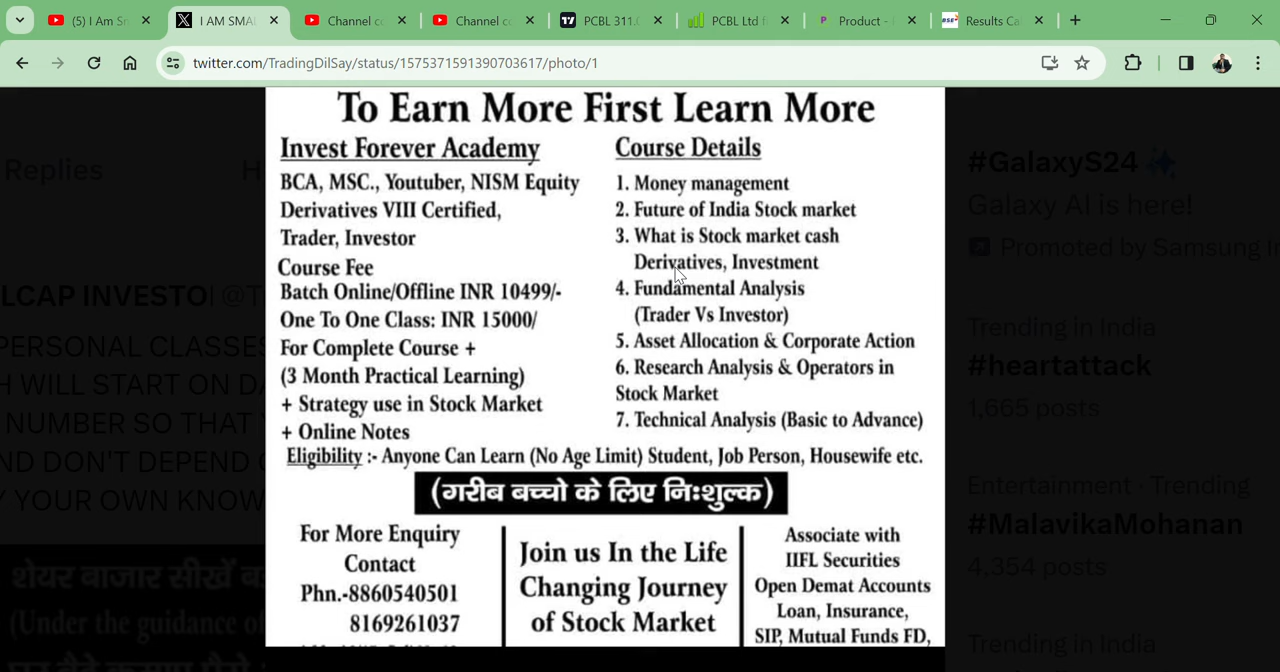 (5) I Am Sm
I AM SMAL
Channel co
Channel co
PCBL 311.
PCBL Ltd f
Product -
BSE
Results Ca
twitter.com/TradingDilSay/status/1575371591390703617/photo/1
Replies
H
LCAP INVESTO
@T
PERSONAL CLASSES
H WILL START ON DA
NUMBER SO THAT
ND DON'T DEPEND
Y YOUR OWN KNOW
शेयर बाजार सीखें
(Under the guidance of
To Earn More First Learn More
Invest Forever Academy
BCA, MSC., Youtuber, NISM Equity
Derivatives VIII Certified,
Trader, Investor
Course Fee
Batch Online/Offline INR 10499/-
One To One Class: INR 15000/
For Complete Course +
(3 Month Practical Learning)
+ Strategy use in Stock Market
+ Online Notes
Course Details
1. Money management
2. Future of India Stock market
3. What is Stock market cash
Derivatives, Investment
4. Fundamental Analysis
(Trader Vs Investor)
5. Asset Allocation & Corporate Action
6. Research Analysis & Operators in
Stock Market
7. Technical Analysis (Basic to Advance)
Eligibility :- Anyone Can Learn (No Age Limit) Student, Job Person, Housewife etc.
(गरीब बच्चो के लिए निःशुल्क)
For More Enquiry
Contact
Phn.-8860540501
8169261037
Join us In the Life
Changing Journey
of Stock Market
Associate with
IIFL Securities
Open Demat Accounts
Loan, Insurance,
SIP, Mutual Funds FD,
#GalaxyS24
Galaxy AI is here!
Promoted by Samsung I
Trending in India
#heartattack
1,665 posts
Entertainment · Trending
#MalavikaMohanan
4,354 posts
Trending in India